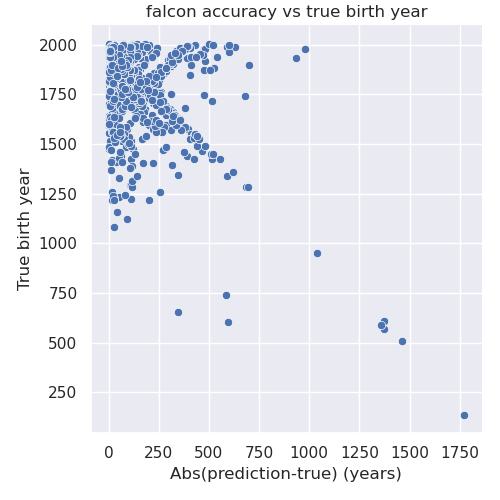 falcon accuracy vs true birth year
True birth year
2000
1750
1500
1250
1000
750
500
250
0 250 500 750 1000 1250 1500 1750
Abs(prediction-true) (years)